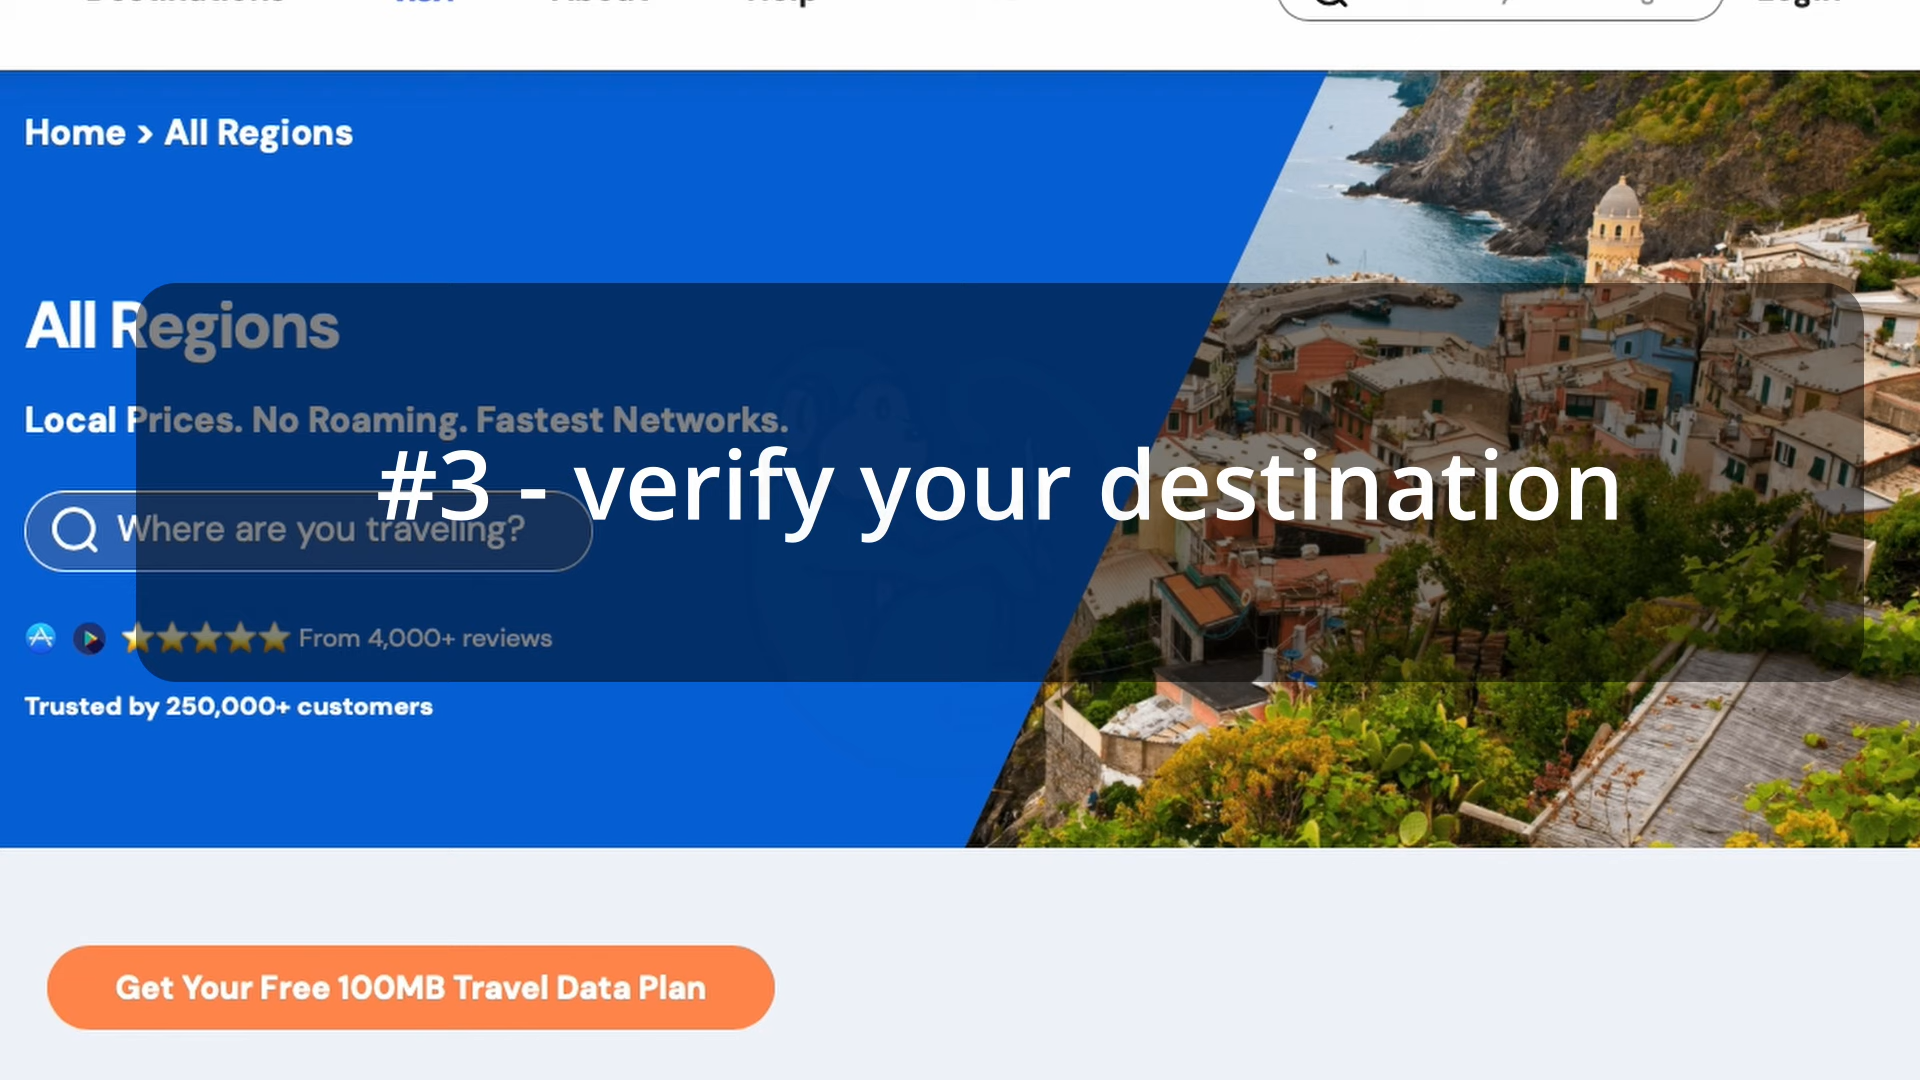 Home > All Regions
All Regions
Local Prices. No Roaming. Fastest Networks.
#3 - verify your destination
Where are you traveling?
From 4,000+ reviews
Trusted by 250,000+ customers
Get Your Free 100MB Travel Data Plan